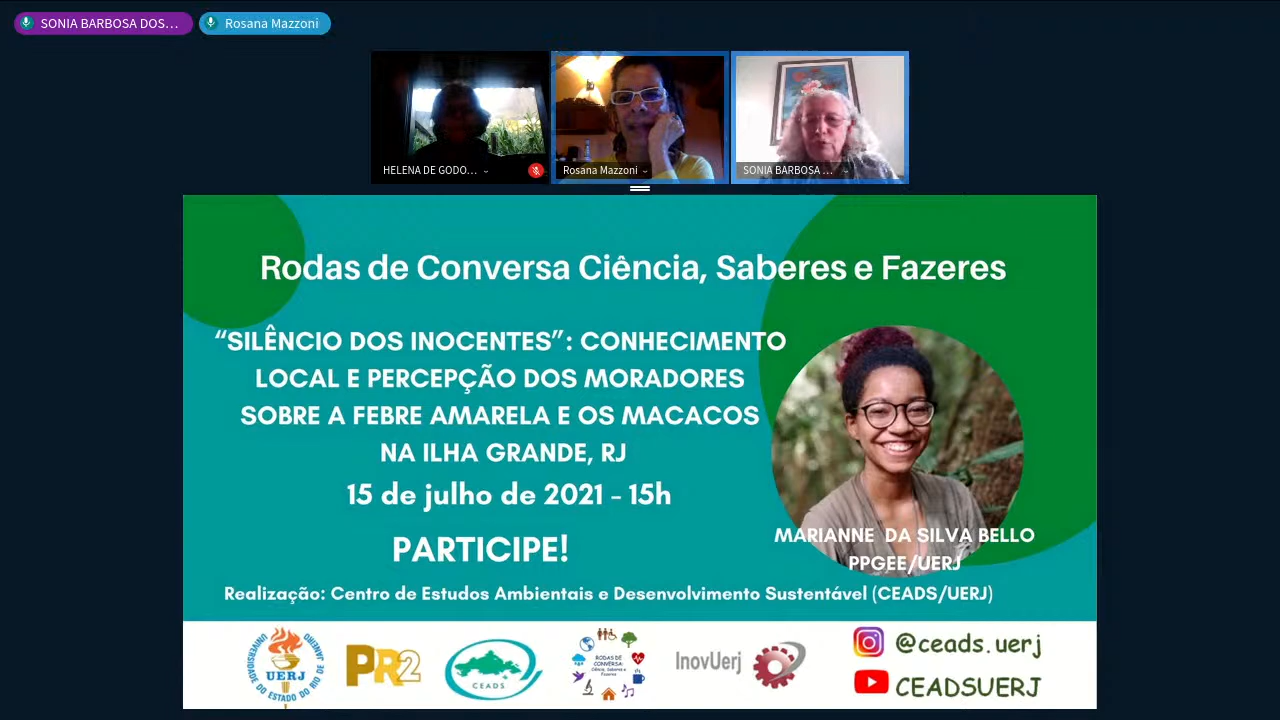 SONIA BARBOSA DOS...
Rosana Mazzoni
HELENA DE GODO...
Rosana Mazzoni
SONIA BARBOSA ...
Rodas de Conversa Ciência, Saberes e Fazeres
“SILÊNCIO DOS INOCENTES”: CONHECIMENTO
LOCAL E PERCEPÇÃO DOS MORADORES
SOBRE A FEBRE AMARELA E OS MACACOS
NA ILHA GRANDE, RJ
15 de julho de 2021 - 15h
PARTICIPE!
MARIANNE DA SILVA BELLO
PPGEE/UERJ
Realização: Centro de Estudos Ambientais e Desenvolvimento Sustentável (CEADS/UERJ)
UNIVERSIDADE DO ESTADO DO RIO DE JANEIRO
UERJ
PR2
CEADS
RODAS DE
CONVERSA:
Ciência, Saberes e
Fazeres
InovUerj
@ceads.uerj
CEADSUERJ